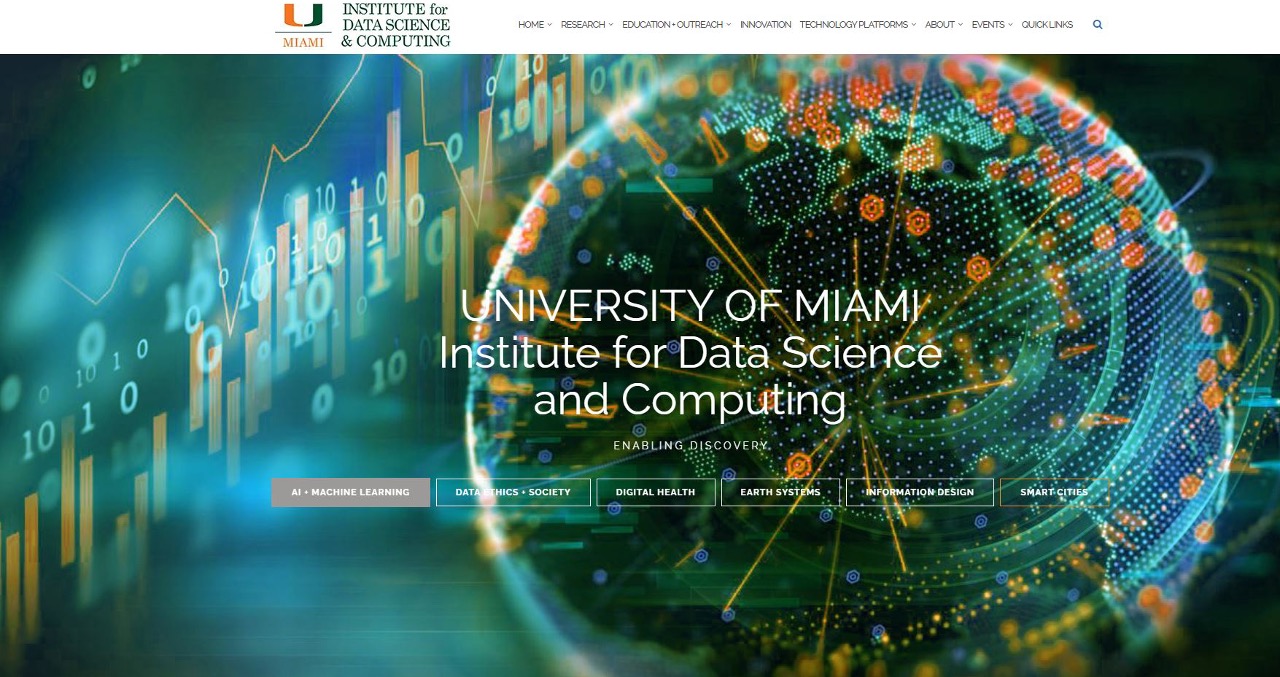 MIAMI
INSTITUTE for
DATA SCIENCE
& COMPUTING
HOME RESEARCH EDUCATION + OUTREACH INNOVATION TECHNOLOGY PLATFORMS ABOUT EVENTS QUICK LINKS
UNIVERSITY OF MIAMI
Institute for Data Science
and Computing
ENABLING DISCOVERY
AI + MACHINE LEARNING DATA ETHICS + SOCIETY DIGITAL HEALTH EARTH SYSTEMS INFORMATION DESIGN SMART CITIES